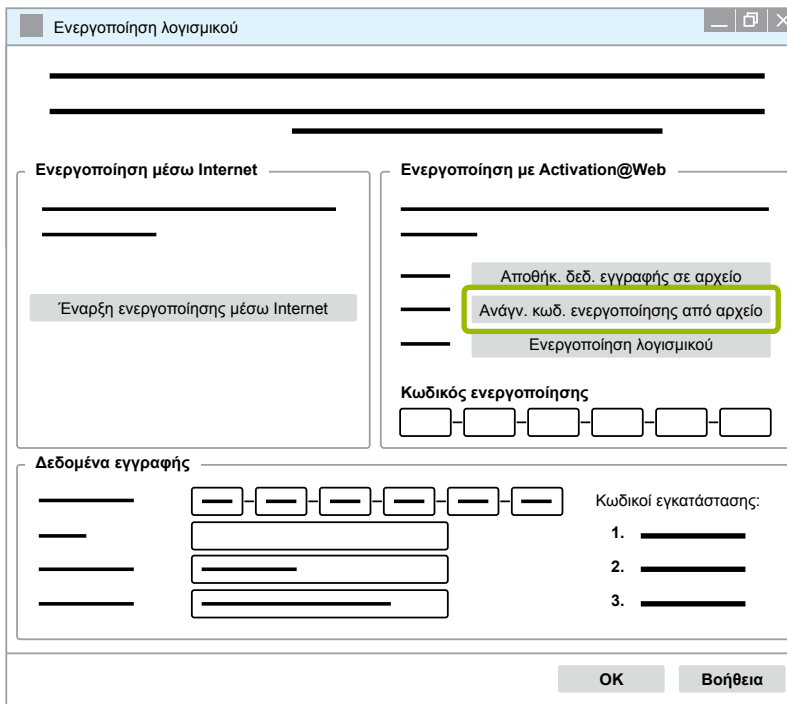 Ενεργοποίηση λογισμικού
Ενεργοποίηση μέσω Internet
Έναρξη ενεργοποίησης μέσω Internet
Ενεργοποίηση με Activation@Web
Αποθήκ. δεδ. εγγραφής σε αρχείο
Ανάγν. κωδ. ενεργοποίησης από αρχείο
Ενεργοποίηση λογισμικού
Κωδικός ενεργοποίησης
Δεδομένα εγγραφής
Κωδικοί εγκατάστασης:
1.
2.
3.
OK
Βοήθεια